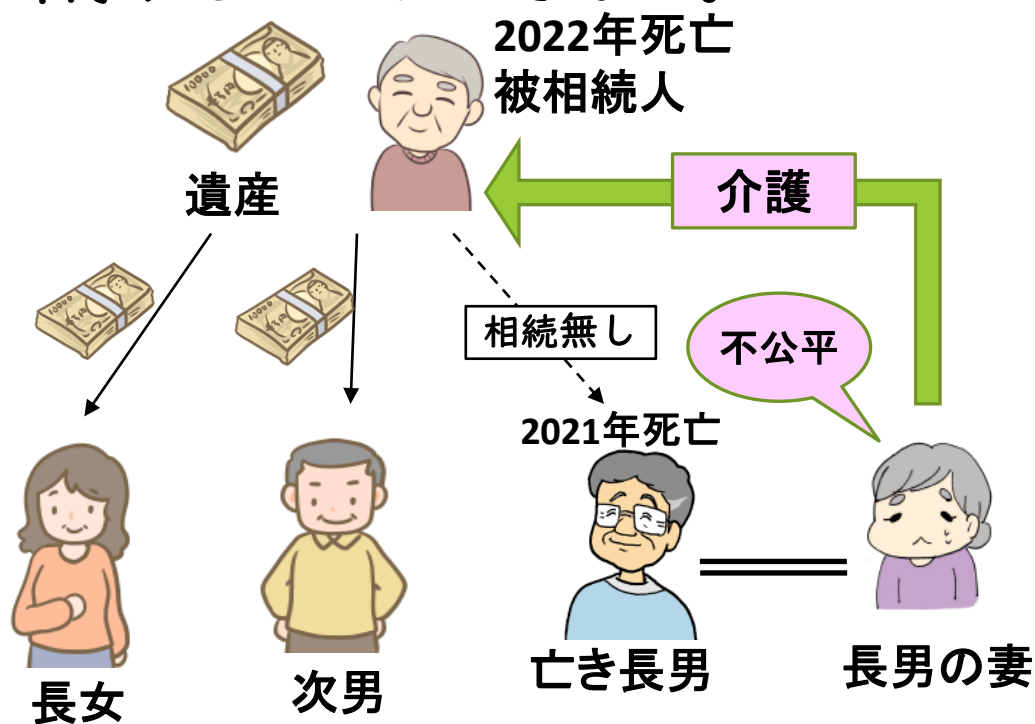 2022年死亡
被相続人
遺産
介護
相続無し
不公平
2021年死亡
長女
次男
亡き長男
長男の妻